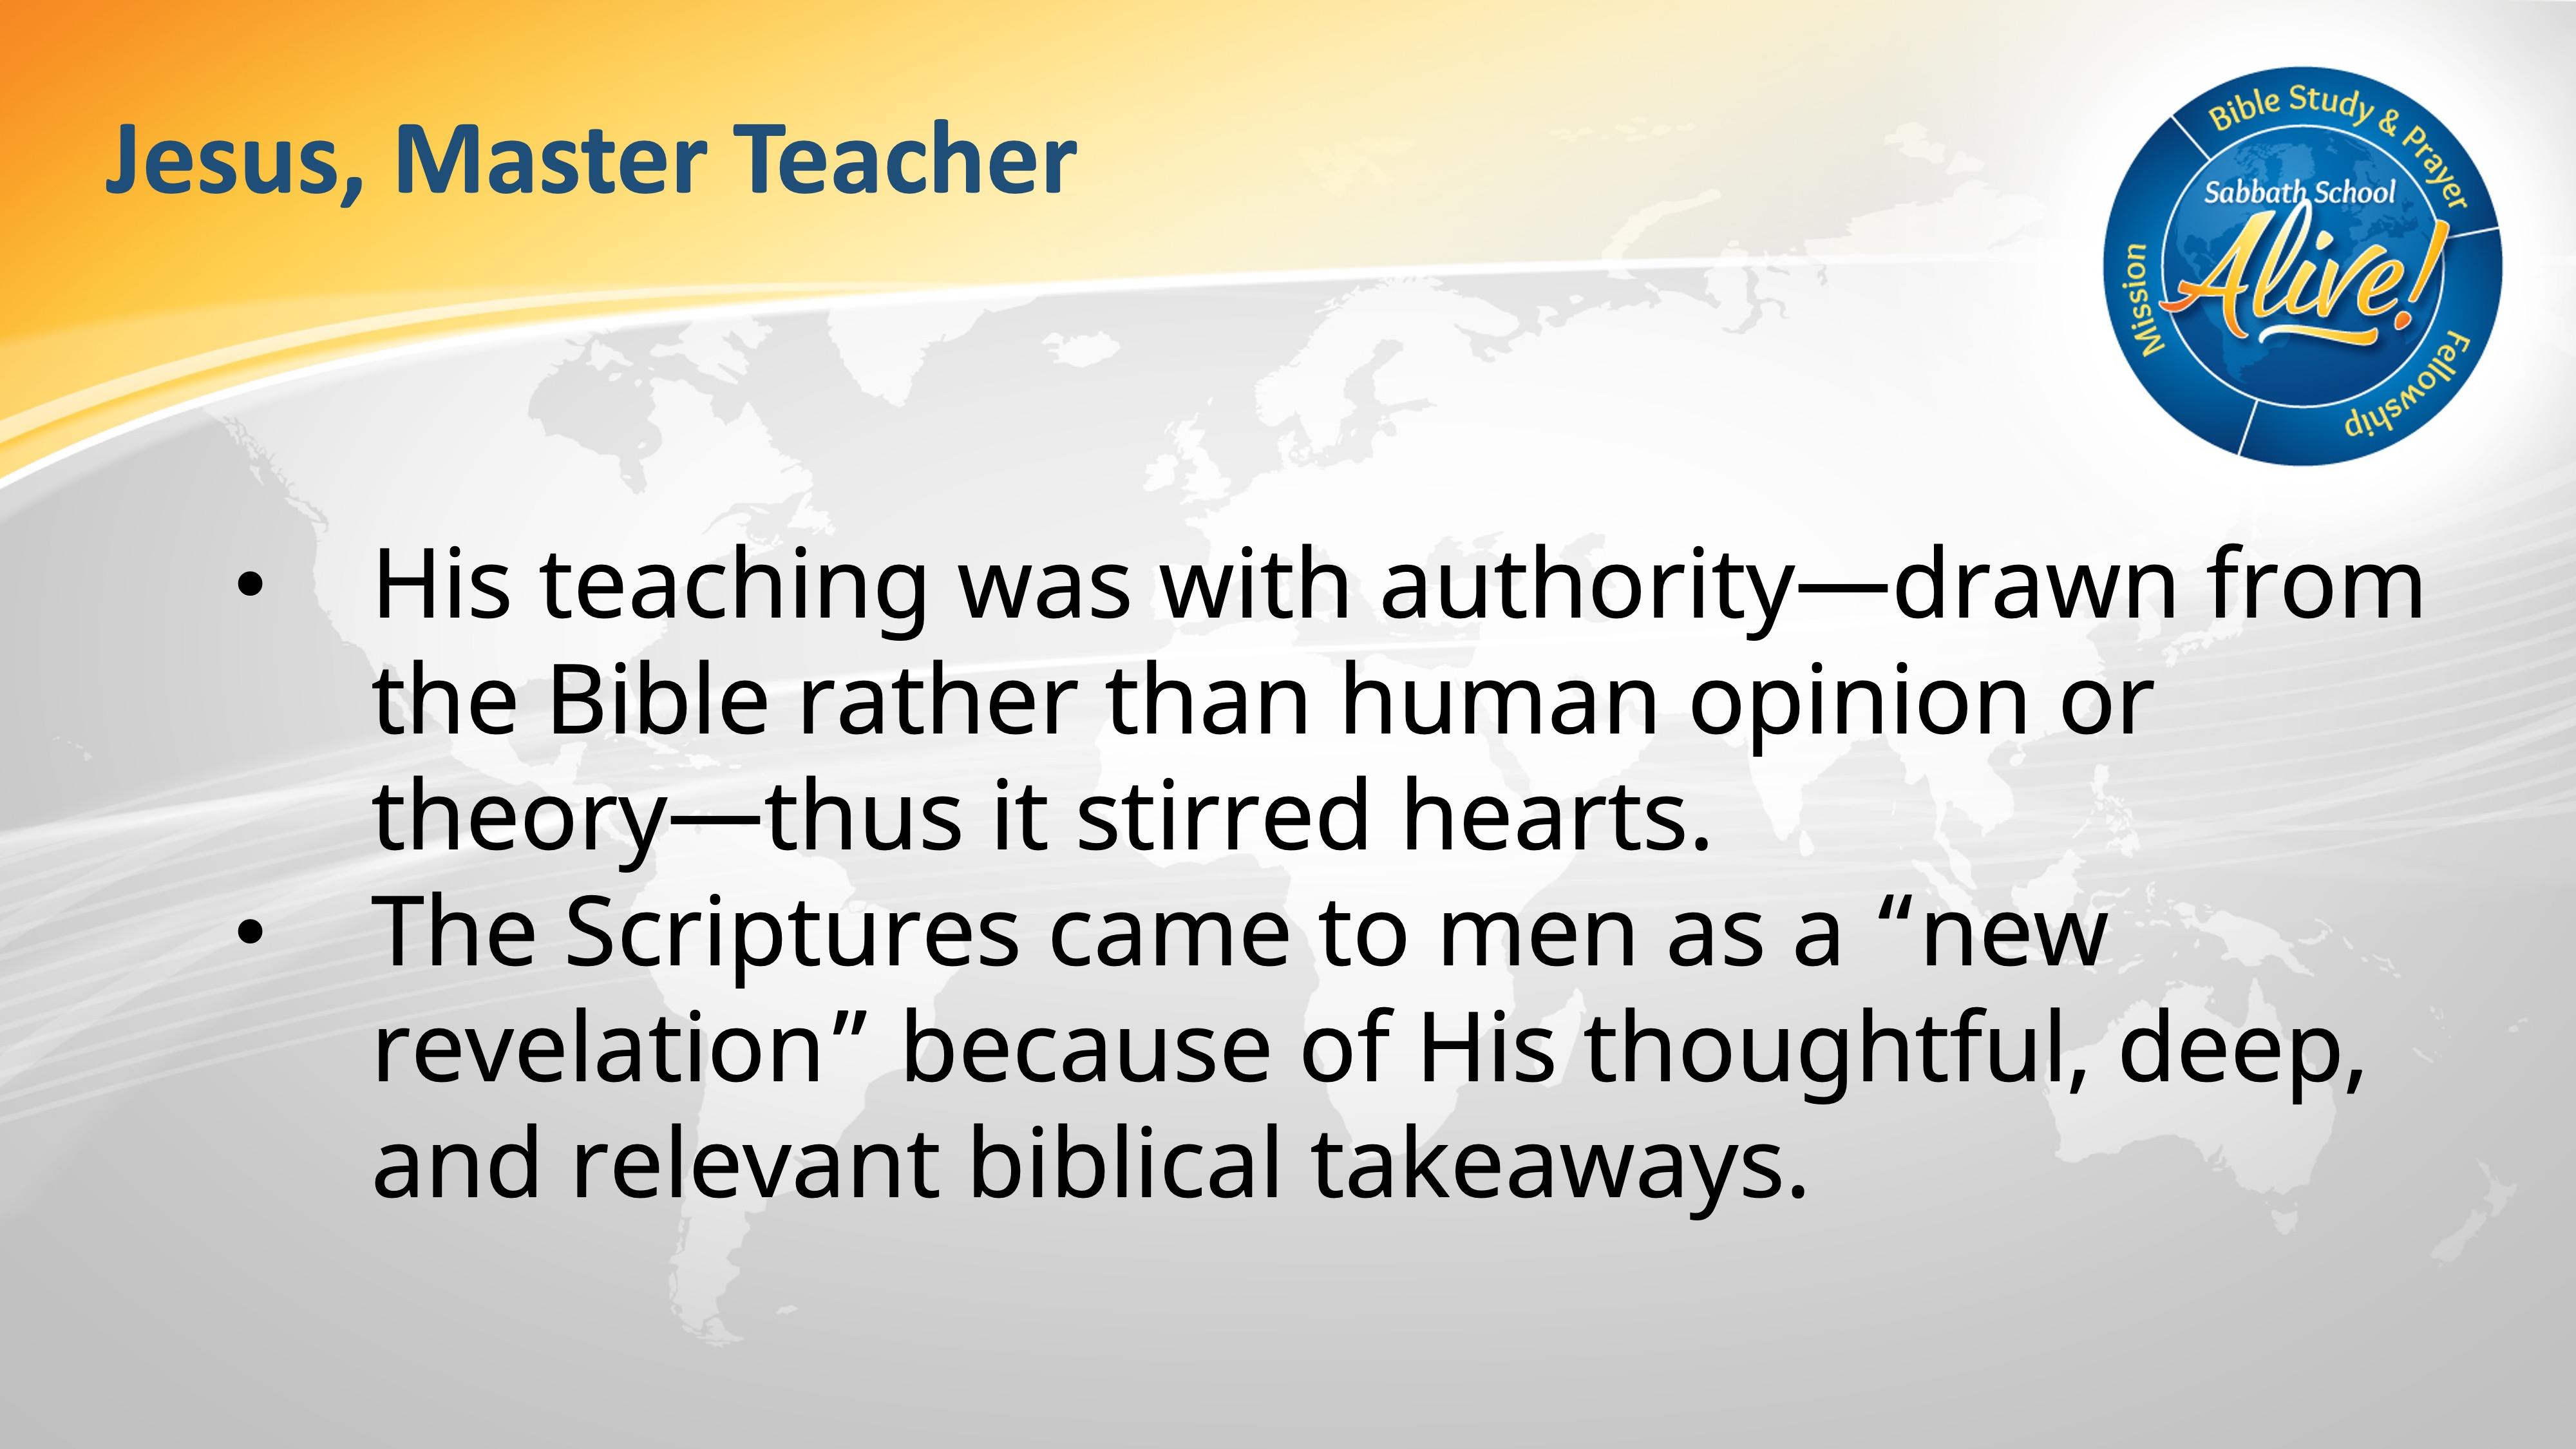 Jesus, Master Teacher
Bible Study & Prayer
Sabbath School
Alive!
Mission
Fellowship
• His teaching was with authority—drawn from
the Bible rather than human opinion or
theory—thus it stirred hearts.
• The Scriptures came to men as a “new
revelation” because of His thoughtful, deep,
and relevant biblical takeaways.